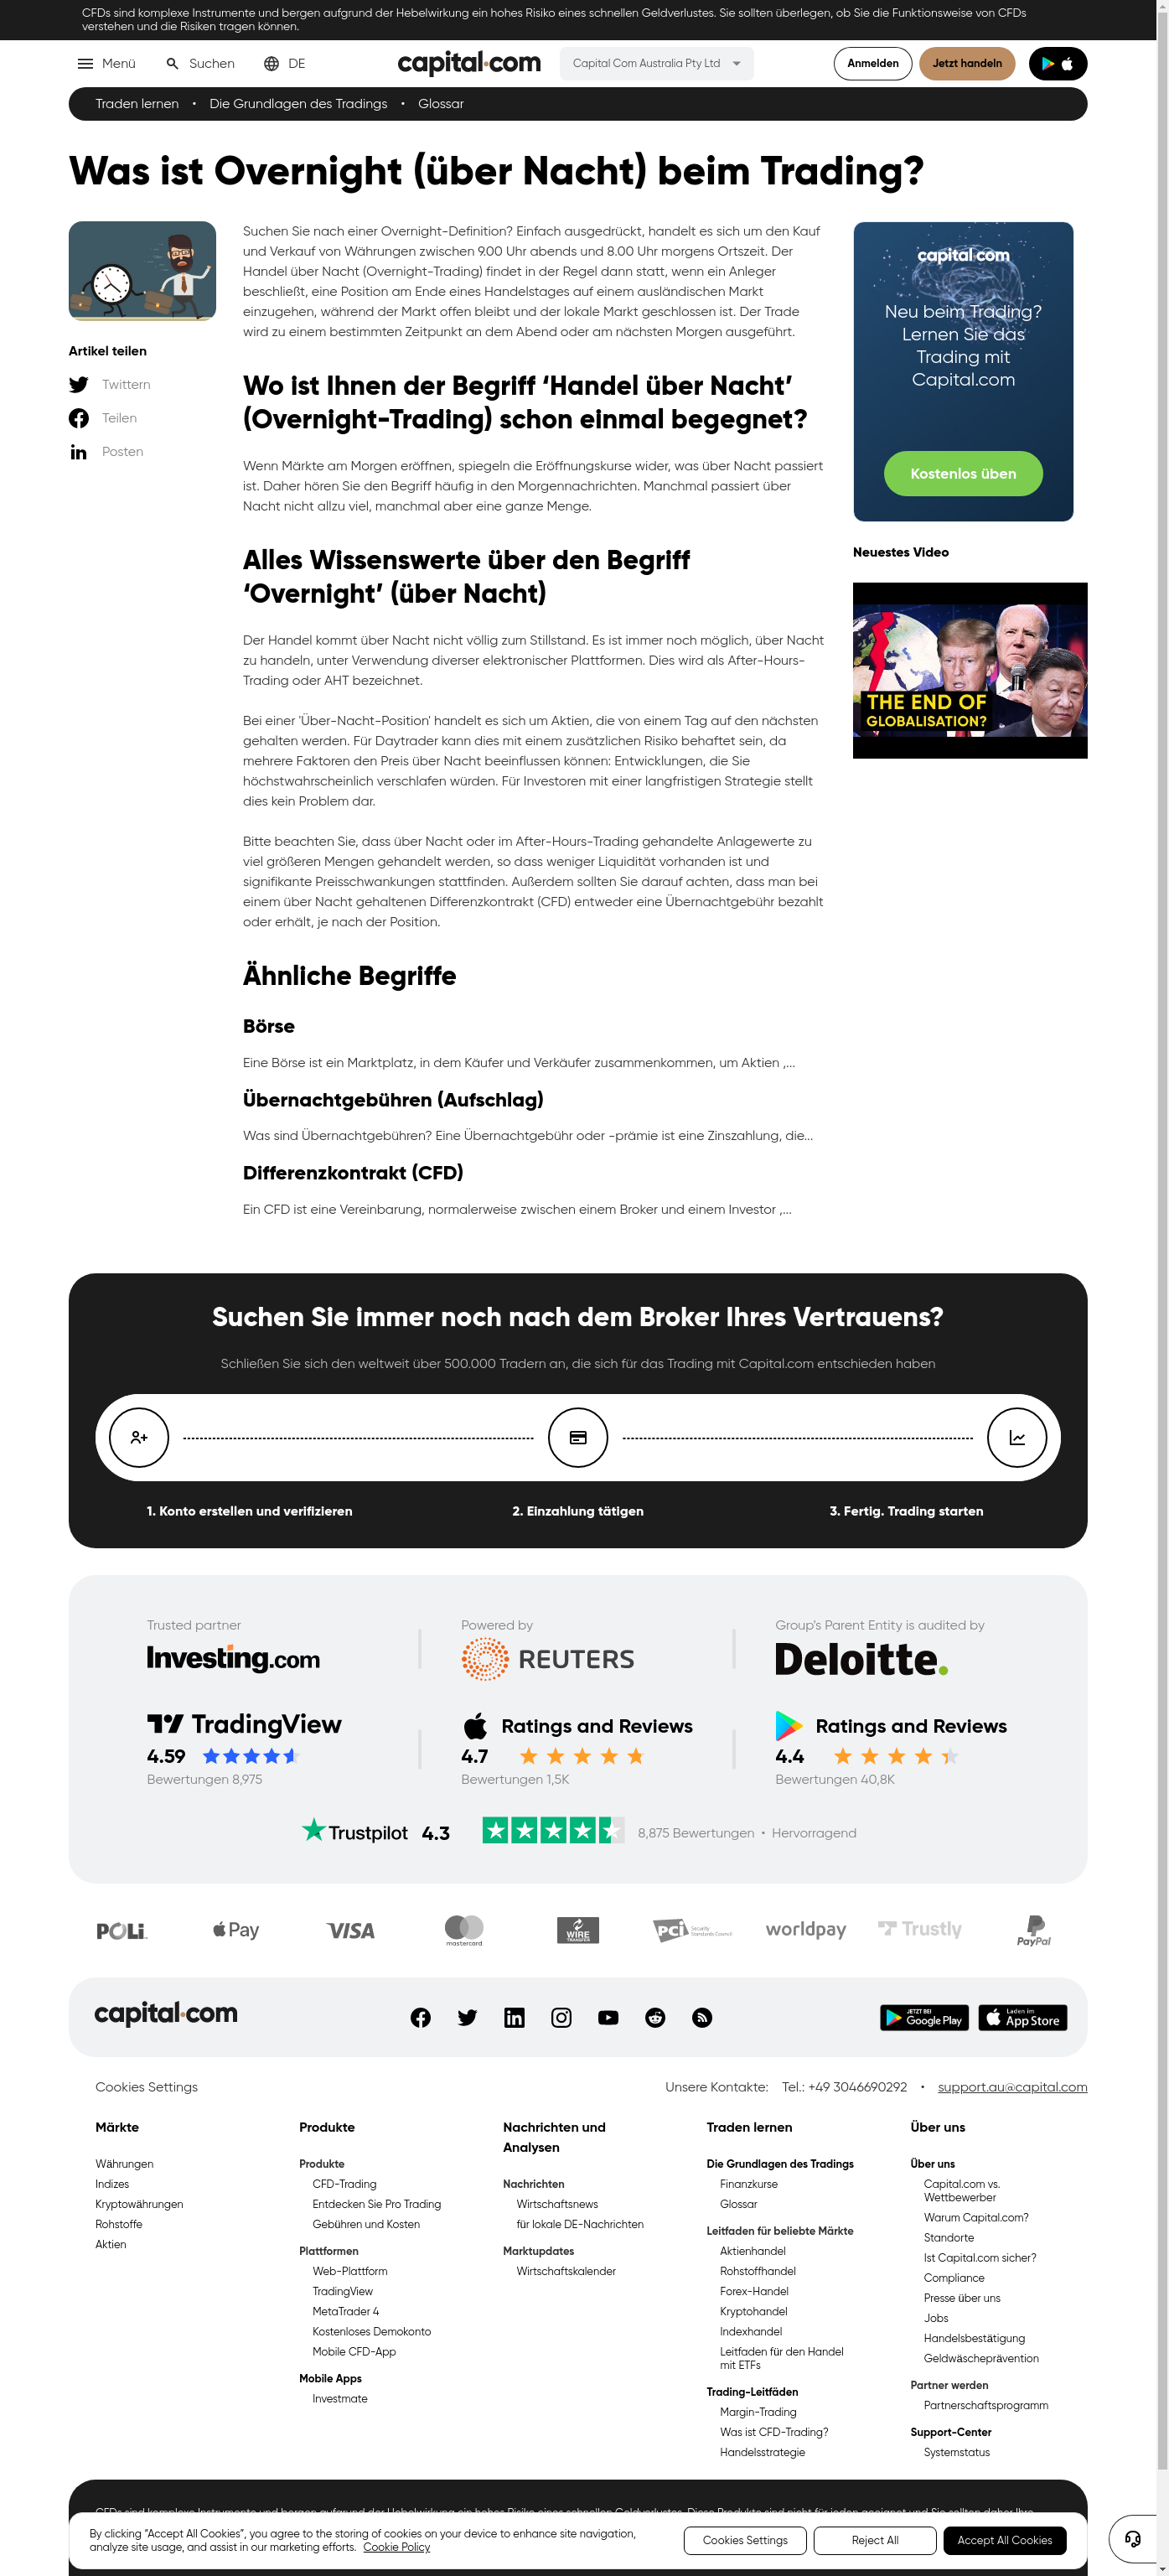 CFDs sind komplexe Instrumente und bergen aufgrund der Hebelwirkung ein hohes Risiko eines schnellen Geldverlustes. Sie sollten überlegen, ob Sie die Funktionsweise von CFDs
verstehen und die Risiken tragen können.
Menü
Suchen
DE
capital.com
Capital Com Australia Pty Ltd
Anmelden
Jetzt handeln
Traden lernen • Die Grundlagen des Tradings • Glossar
Was ist Overnight (über Nacht) beim Trading?
Artikel teilen
Twittern
Teilen
Posten
Suchen Sie nach einer Overnight-Definition? Einfach ausgedrückt, handelt es sich um den Kauf
und Verkauf von Währungen zwischen 9.00 Uhr abends und 8.00 Uhr morgens Ortszeit. Der
Handel über Nacht (Overnight-Trading) findet in der Regel dann statt, wenn ein Anleger
beschließt, eine Position am Ende eines Handelstages auf einem ausländischen Markt
einzugehen, während der Markt offen bleibt und der lokale Markt geschlossen ist. Der Trade
wird zu einem bestimmten Zeitpunkt an dem Abend oder am nächsten Morgen ausgeführt.
Wo ist Ihnen der Begriff ‘Handel über Nacht’
(Overnight-Trading) schon einmal begegnet?
Wenn Märkte am Morgen eröffnen, spiegeln die Eröffnungskurse wider, was über Nacht passiert
ist. Daher hören Sie den Begriff häufig in den Morgennachrichten. Manchmal passiert über
Nacht nicht allzu viel, manchmal aber eine ganze Menge.
Alles Wissenswerte über den Begriff
‘Overnight’ (über Nacht)
Der Handel kommt über Nacht nicht völlig zum Stillstand. Es ist immer noch möglich, über Nacht
zu handeln, unter Verwendung diverser elektronischer Plattformen. Dies wird als After-Hours-
Trading oder AHT bezeichnet.
Bei einer 'Über-Nacht-Position' handelt es sich um Aktien, die von einem Tag auf den nächsten
gehalten werden. Für Daytrader kann dies mit einem zusätzlichen Risiko behaftet sein, da
mehrere Faktoren den Preis über Nacht beeinflussen können: Entwicklungen, die Sie
höchstwahrscheinlich verschlafen würden. Für Investoren mit einer langfristigen Strategie stellt
dies kein Problem dar.
Bitte beachten Sie, dass über Nacht oder im After-Hours-Trading gehandelte Anlagewerte zu
viel größeren Mengen gehandelt werden, so dass weniger Liquidität vorhanden ist und
signifikante Preisschwankungen stattfinden. Außerdem sollten Sie darauf achten, dass man bei
einem über Nacht gehaltenen Differenzkontrakt (CFD) entweder eine Übernachtgebühr bezahlt
oder erhält, je nach der Position.
Ähnliche Begriffe
Börse
Eine Börse ist ein Marktplatz, in dem Käufer und Verkäufer zusammenkommen, um Aktien ,...
Übernachtgebühren (Aufschlag)
Was sind Übernachtgebühren? Eine Übernachtgebühr oder -prämie ist eine Zinszahlung, die...
Differenzkontrakt (CFD)
Ein CFD ist eine Vereinbarung, normalerweise zwischen einem Broker und einem Investor ,...
capital.com
Neu beim Trading?
Lernen Sie das
Trading mit
Capital.com
Kostenlos üben
Neuestes Video
THE END OF
GLOBALISATION?
Suchen Sie immer noch nach dem Broker Ihres Vertrauens?
Schließen Sie sich den weltweit über 500.000 Tradern an, die sich für das Trading mit Capital.com entschieden haben
1. Konto erstellen und verifizieren
2. Einzahlung tätigen
3. Fertig. Trading starten
Trusted partner
Investing.com
Powered by
REUTERS
Group's Parent Entity is audited by
Deloitte.
TradingView
4.59
Bewertungen 8,975
Ratings and Reviews
4.7
Bewertungen 1,5K
Ratings and Reviews
4.4
Bewertungen 40,8K
Trustpilot 4.3 8,875 Bewertungen • Hervorragend
POLi
Pay
VISA
mastercard
WIRE
TRANSFER
PCI Security
Standards Council
worldpay
Trustly
PayPal
capital.com
JETZT BEI
Google Play
Laden im
App Store
Cookies Settings
Unsere Kontakte: Tel.: +49 3046690292 • support.au@capital.com
Märkte
Währungen
Indizes
Kryptowährungen
Rohstoffe
Aktien
Produkte
Produkte
CFD-Trading
Entdecken Sie Pro Trading
Gebühren und Kosten
Plattformen
Web-Plattform
TradingView
MetaTrader 4
Kostenloses Demokonto
Mobile CFD-App
Mobile Apps
Investmate
Nachrichten und
Analysen
Nachrichten
Wirtschaftsnews
für lokale DE-Nachrichten
Marktupdates
Wirtschaftskalender
Traden lernen
Die Grundlagen des Tradings
Finanzkurse
Glossar
Leitfaden für beliebte Märkte
Aktienhandel
Rohstoffhandel
Forex-Handel
Kryptohandel
Indexhandel
Leitfaden für den Handel
mit ETFs
Trading-Leitfäden
Margin-Trading
Was ist CFD-Trading?
Handelsstrategie
Über uns
Über uns
Capital.com vs.
Wettbewerber
Warum Capital.com?
Standorte
Ist Capital.com sicher?
Compliance
Presse über uns
Jobs
Handelsbestätigung
Geldwäscheprävention
Partner werden
Partnerschaftsprogramm
Support-Center
Systemstatus
By clicking “Accept All Cookies”, you agree to the storing of cookies on your device to enhance site navigation,
analyze site usage, and assist in our marketing efforts. Cookie Policy
Cookies Settings
Reject All
Accept All Cookies